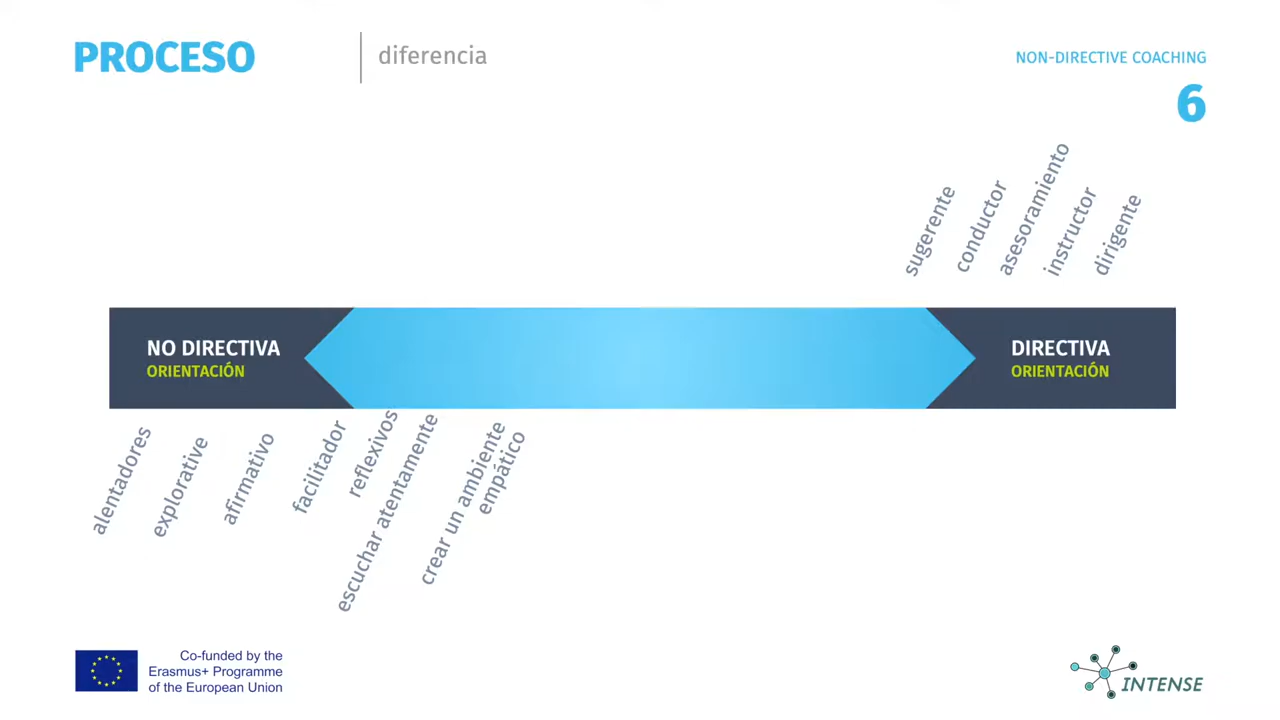 PROCESO
diferencia
NON-DIRECTIVE COACHING
6
sugerente
conductor
asesoramiento
instructor
dirigente
NO DIRECTIVA
ORIENTACIÓN
DIRECTIVA
ORIENTACIÓN
alentadores
explorative
afirmativo
facilitador
reflexivos
escuchar atentamente
crear un ambiente
empático
Co-funded by the
Erasmus+ Programme
of the European Union
INTENSE